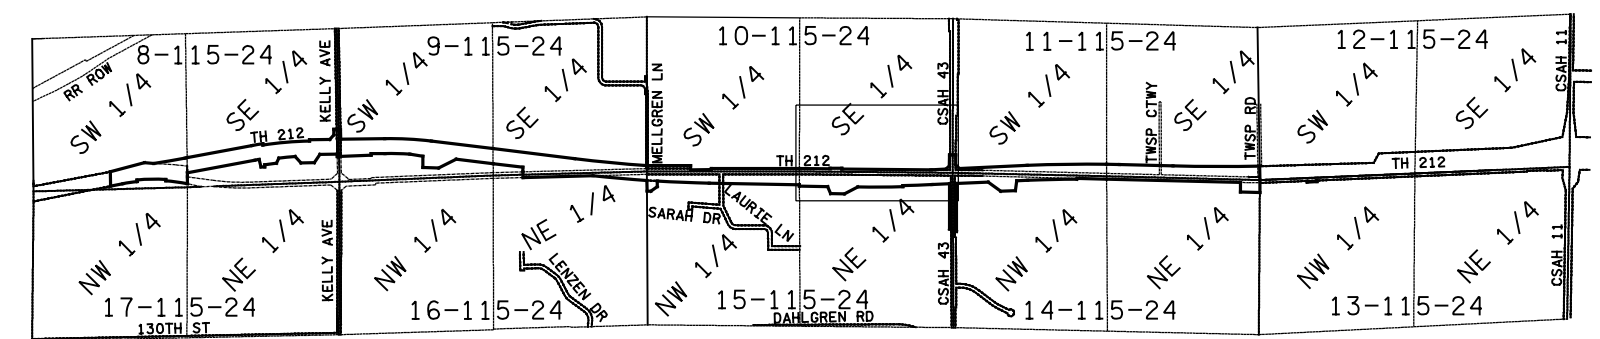 8-115-24
9-115-24
10-115-24
11-115-24
12-115-24
RR ROW
SW 1/4
SE 1/4
KELLY AVE
SW 1/4
SE 1/4
MELLGREN LN
SW 1/4
SE 1/4
CSAH 43
SW 1/4
TWSP CTWY
SE 1/4
TWSP RD
SW 1/4
SE 1/4
CSAH 11
TH 212
TH 212
TH 212
NW 1/4
NE 1/4
KELLY AVE
NW 1/4
NE 1/4
LENZEN DR
SARAH DR
LAURIE LN
NW 1/4
NE 1/4
CSAH 43
NW 1/4
NE 1/4
NW 1/4
NE 1/4
CSAH 11
17-115-24
16-115-24
15-115-24
14-115-24
13-115-24
130TH ST
DAHLGREN RD